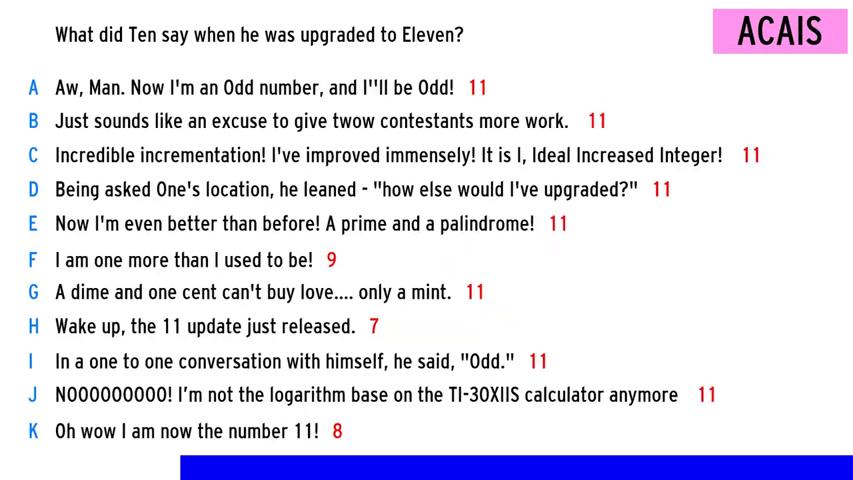 What did Ten say when he was upgraded to Eleven?
ACAIS
A Aw, Man. Now I'm an Odd number, and I''ll be Odd! 11
B Just sounds like an excuse to give twow contestants more work. 11
C Incredible incrementation! I've improved immensely! It is I, Ideal Increased Integer! 11
D Being asked One's location, he leaned - "how else would I've upgraded?" 11
E Now I'm even better than before! A prime and a palindrome! 11
F I am one more than I used to be! 9
G A dime and one cent can't buy love.... only a mint. 11
H Wake up, the 11 update just released. 7
I In a one to one conversation with himself, he said, "Odd." 11
J NOOOOOOOOO! I'm not the logarithm base on the TI-30XIIS calculator anymore 11
K Oh wow I am now the number 11! 8